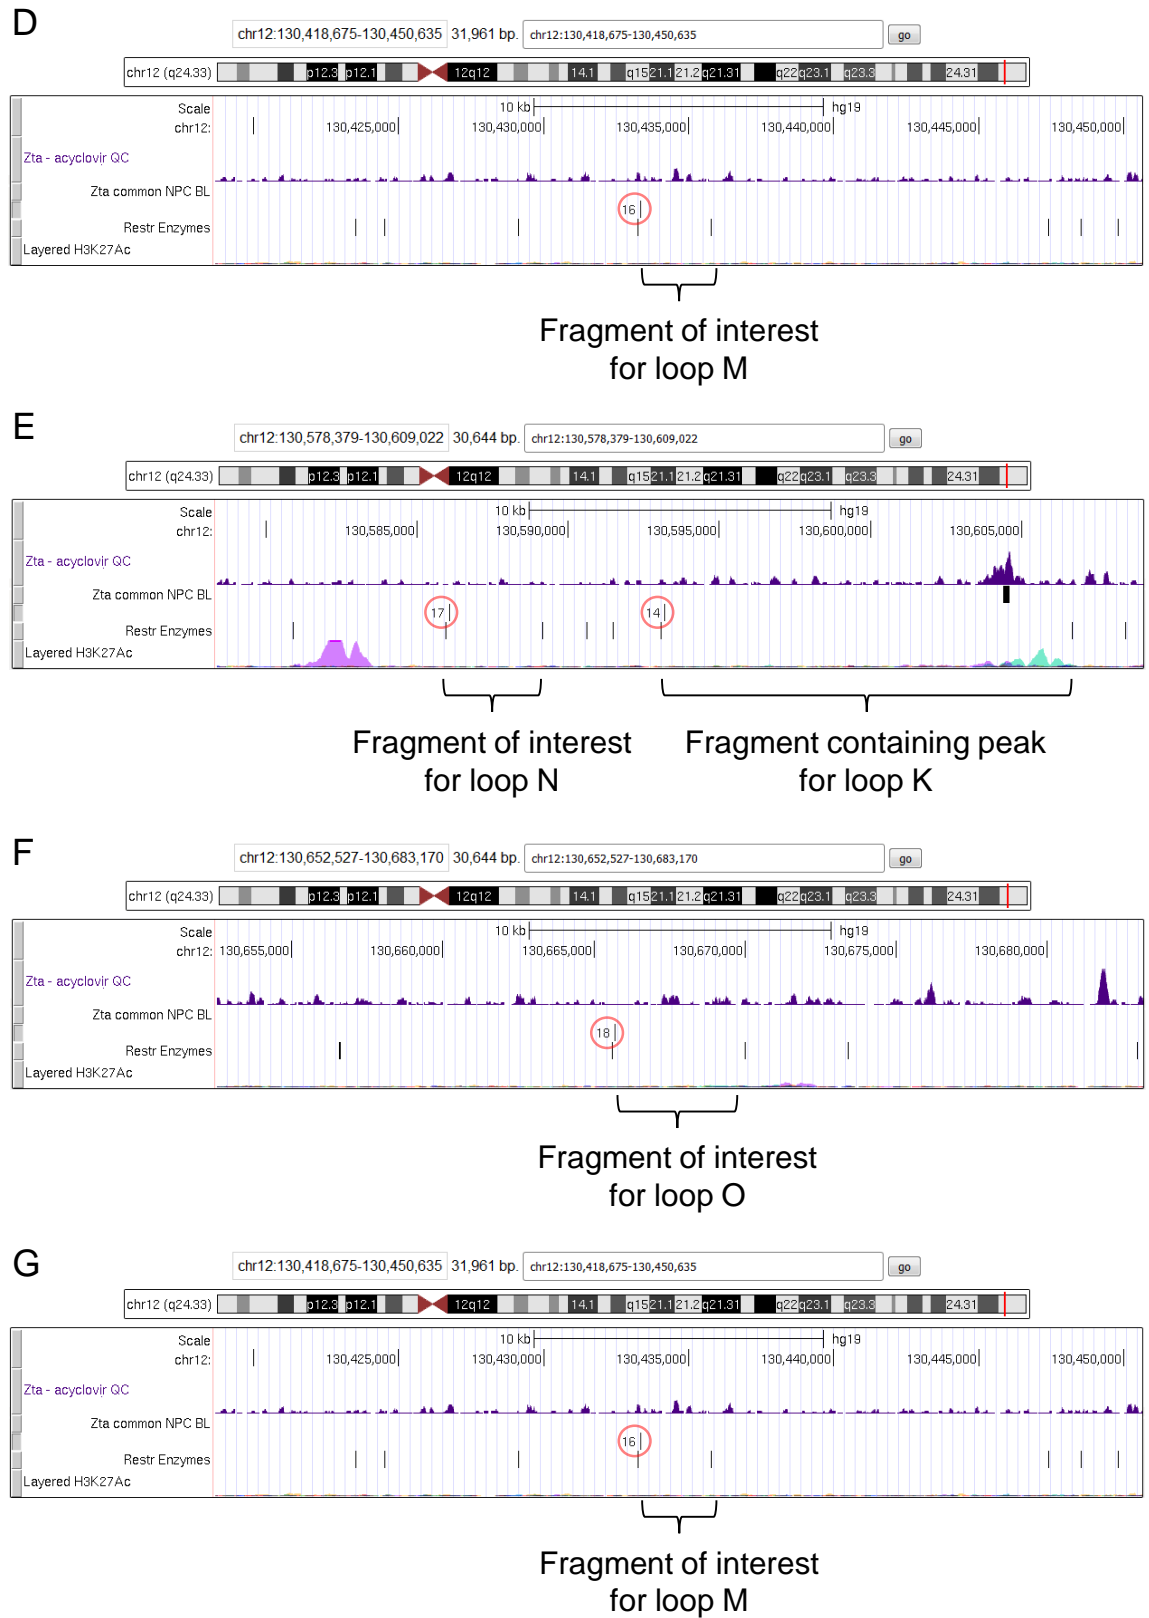 D
chr12:130,418,675-130,450,635 31,961 bp. chr12:130,418,675-130,450,635 go
chr12 (q24.33) p12.3 p12.1 12q12 14.1 q15 21.1 21.2 q21.31 q22 q23.1 q23.3 24.31
Scale 10 kb hg19
chr12: 130,425,000 130,430,000 130,435,000 130,440,000 130,445,000 130,450,000
Zta - acyclovir QC
Zta common NPC BL
16
Restr Enzymes
Layered H3K27Ac
Fragment of interest
for loop M
E
chr12:130,578,379-130,609,022 30,644 bp. chr12:130,578,379-130,609,022 go
chr12 (q24.33) p12.3 p12.1 12q12 14.1 q15 21.1 21.2 q21.31 q22 q23.1 q23.3 24.31
Scale 10 kb hg19
chr12: 130,585,000 130,590,000 130,595,000 130,600,000 130,605,000
Zta - acyclovir QC
Zta common NPC BL
17 14
Restr Enzymes
Layered H3K27Ac
Fragment of interest Fragment containing peak
for loop N for loop K
F
chr12:130,652,527-130,683,170 30,644 bp. chr12:130,652,527-130,683,170 go
chr12 (q24.33) p12.3 p12.1 12q12 14.1 q15 21.1 21.2 q21.31 q22 q23.1 q23.3 24.31
Scale 10 kb hg19
chr12: 130,655,000 130,660,000 130,665,000 130,670,000 130,675,000 130,680,000
Zta - acyclovir QC
Zta common NPC BL
18
Restr Enzymes
Layered H3K27Ac
Fragment of interest
for loop O
G
chr12:130,418,675-130,450,635 31,961 bp. chr12:130,418,675-130,450,635 go
chr12 (q24.33) p12.3 p12.1 12q12 14.1 q15 21.1 21.2 q21.31 q22 q23.1 q23.3 24.31
Scale 10 kb hg19
chr12: 130,425,000 130,430,000 130,435,000 130,440,000 130,445,000 130,450,000
Zta - acyclovir QC
Zta common NPC BL
16
Restr Enzymes
Layered H3K27Ac
Fragment of interest
for loop M